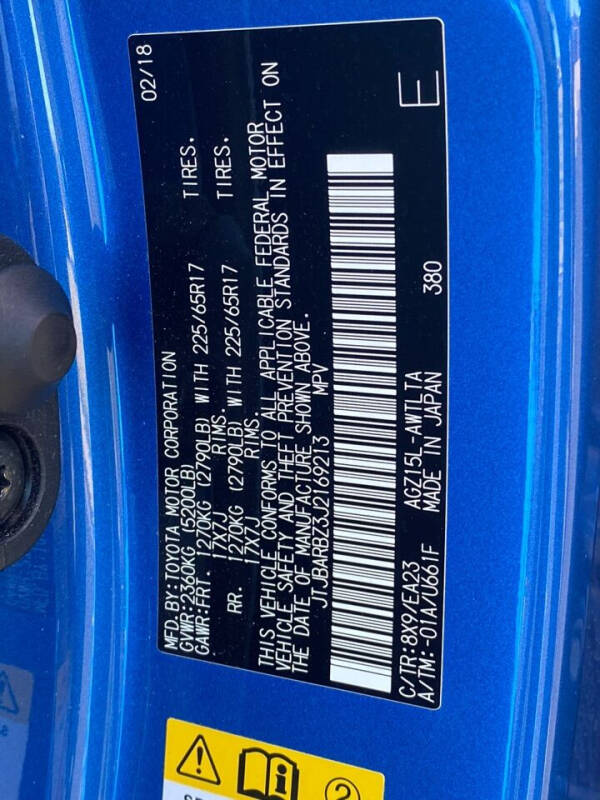 MFD. BY: TOYOTA MOTOR CORPORATION 02/18
GVWR: 2360KG (5200LB)
GAWR: FRT. 1270KG (2790LB) WITH 225/65R17 TIRES.
17X7J RIMS.
RR. 1270KG (2790LB) WITH 225/65R17 TIRES.
17X7J RIMS.
THIS VEHICLE CONFORMS TO ALL APPLICABLE FEDERAL MOTOR
VEHICLE SAFETY AND THEFT PREVENTION STANDARDS IN EFFECT ON
THE DATE OF MANUFACTURE SHOWN ABOVE.
JTJBARBZ3J2169213 MPV
C/TR: 8X9/EA23 AGZ15L-AWTLTA 380
A/TM: -01A/U661F MADE IN JAPAN E
2